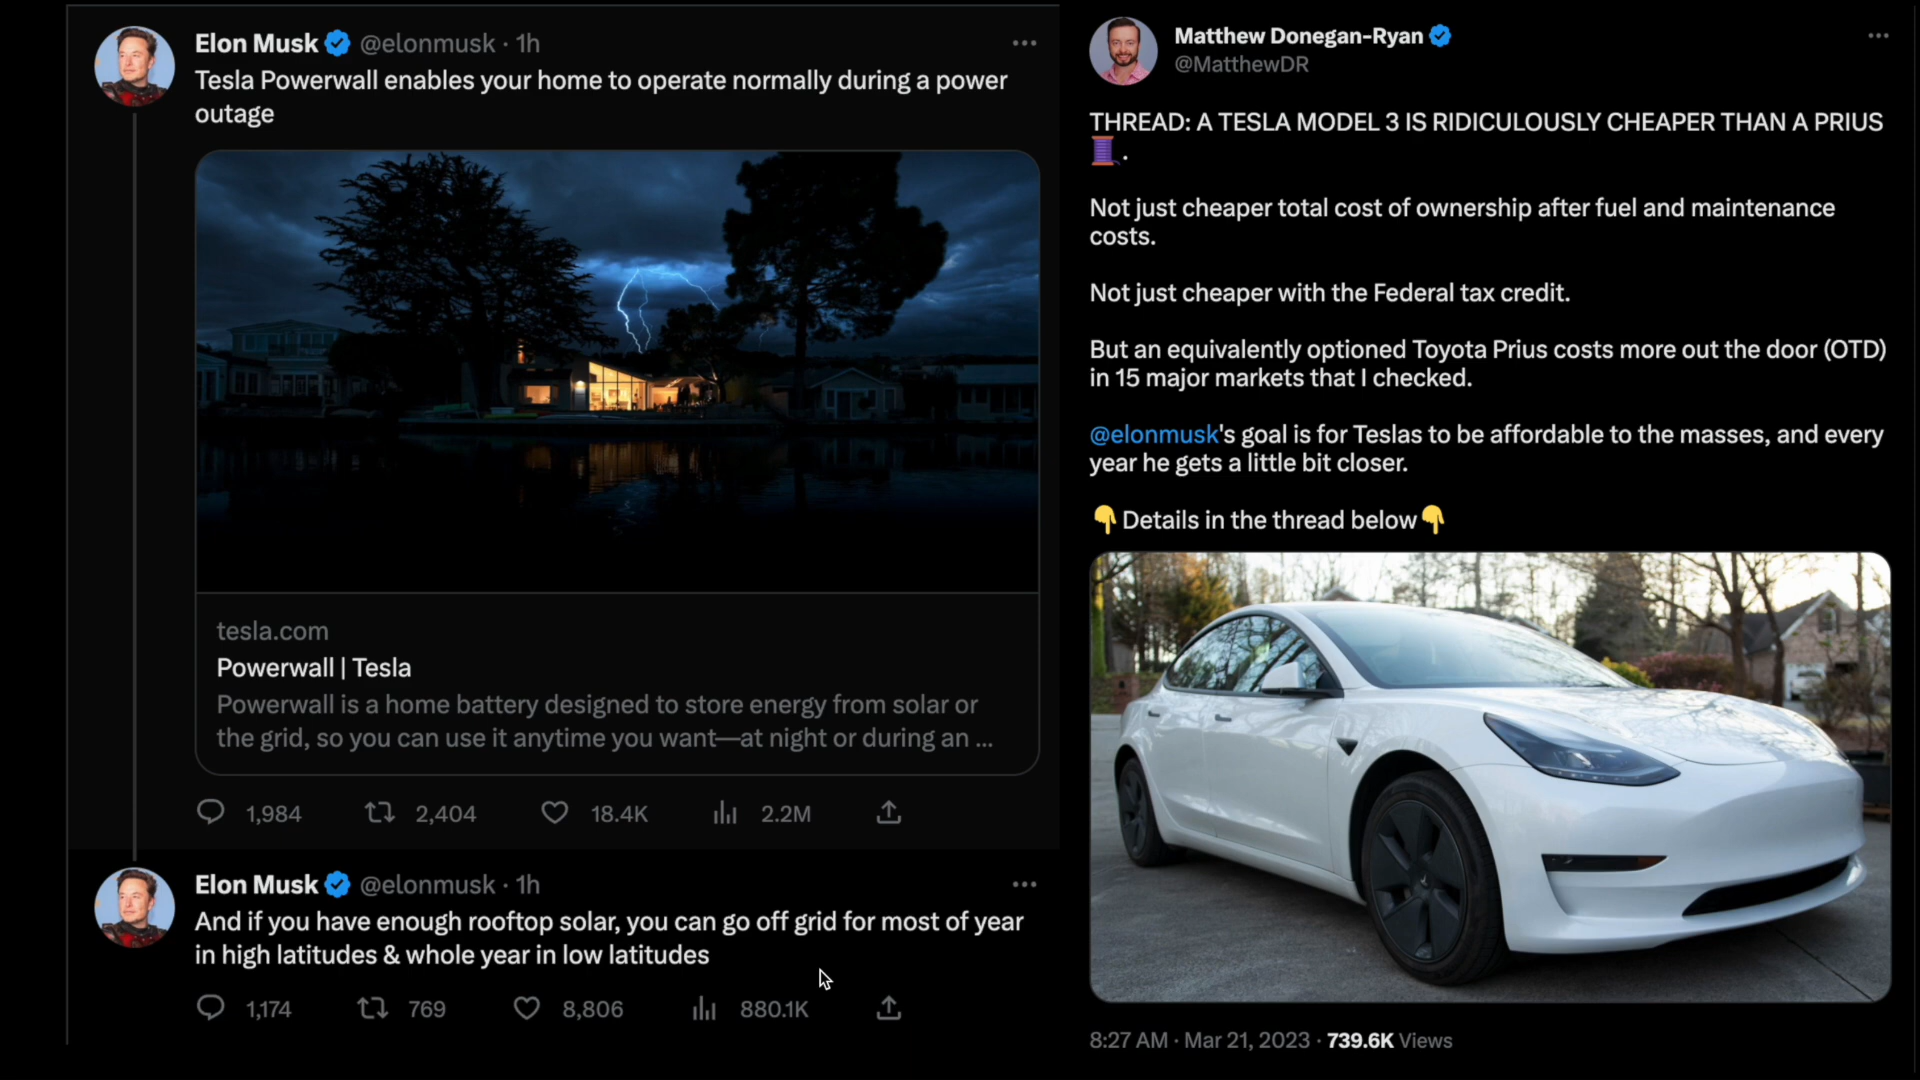 Elon Musk @elonmusk · 1h
Tesla Powerwall enables your home to operate normally during a power
outage
tesla.com
Powerwall | Tesla
Powerwall is a home battery designed to store energy from solar or
the grid, so you can use it anytime you want—at night or during an ...
1,984 2,404 18.4K 2.2M
Elon Musk @elonmusk · 1h
And if you have enough rooftop solar, you can go off grid for most of year
in high latitudes & whole year in low latitudes
1,174 769 8,806 880.1K
Matthew Donegan-Ryan
@MatthewDR
THREAD: A TESLA MODEL 3 IS RIDICULOUSLY CHEAPER THAN A PRIUS
🧵.
Not just cheaper total cost of ownership after fuel and maintenance
costs.
Not just cheaper with the Federal tax credit.
But an equivalently optioned Toyota Prius costs more out the door (OTD)
in 15 major markets that I checked.
@elonmusk's goal is for Teslas to be affordable to the masses, and every
year he gets a little bit closer.
👇Details in the thread below👇
8:27 AM · Mar 21, 2023 · 739.6K Views